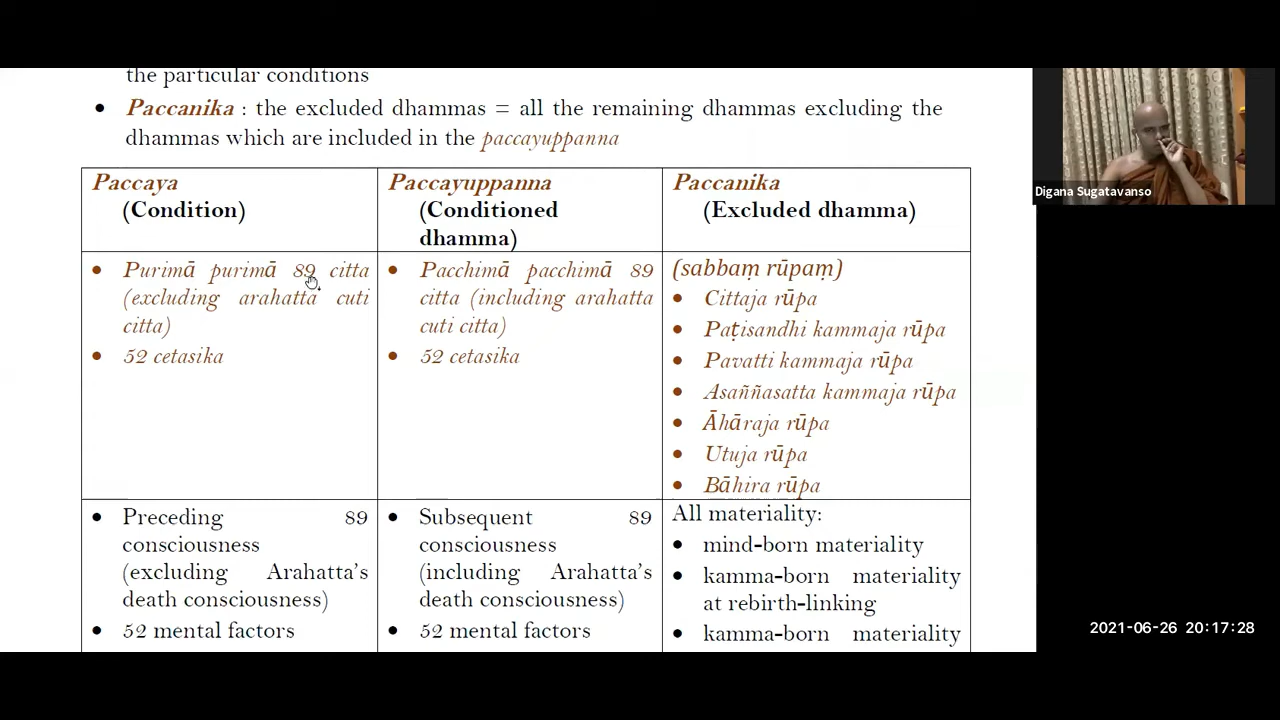 the particular conditions
• Paccanika : the excluded dhammas = all the remaining dhammas excluding the
dhammas which are included in the paccayuppanna
Paccaya
(Condition)
Paccayuppanna
(Conditioned
dhamma)
Paccanika
(Excluded dhamma)
• Purimā purimā 89 citta
(excluding arahatta cuti
citta)
• 52 cetasika
• Pacchimā pacchimā 89
citta (including arahatta
cuti citta)
• 52 cetasika
(sabbaṃ rūpaṃ)
• Cittaja rūpa
• Paṭisandhi kammaja rūpa
• Pavatti kammaja rūpa
• Asaññasatta kammaja rūpa
• Āhāraja rūpa
• Utuja rūpa
• Bāhira rūpa
• Preceding 89
consciousness
(excluding Arahatta’s
death consciousness)
• 52 mental factors
• Subsequent 89
consciousness
(including Arahatta’s
death consciousness)
• 52 mental factors
All materiality:
• mind-born materiality
• kamma-born materiality
at rebirth-linking
• kamma-born materiality
Digana Sugatavanso
2021-06-26 20:17:28